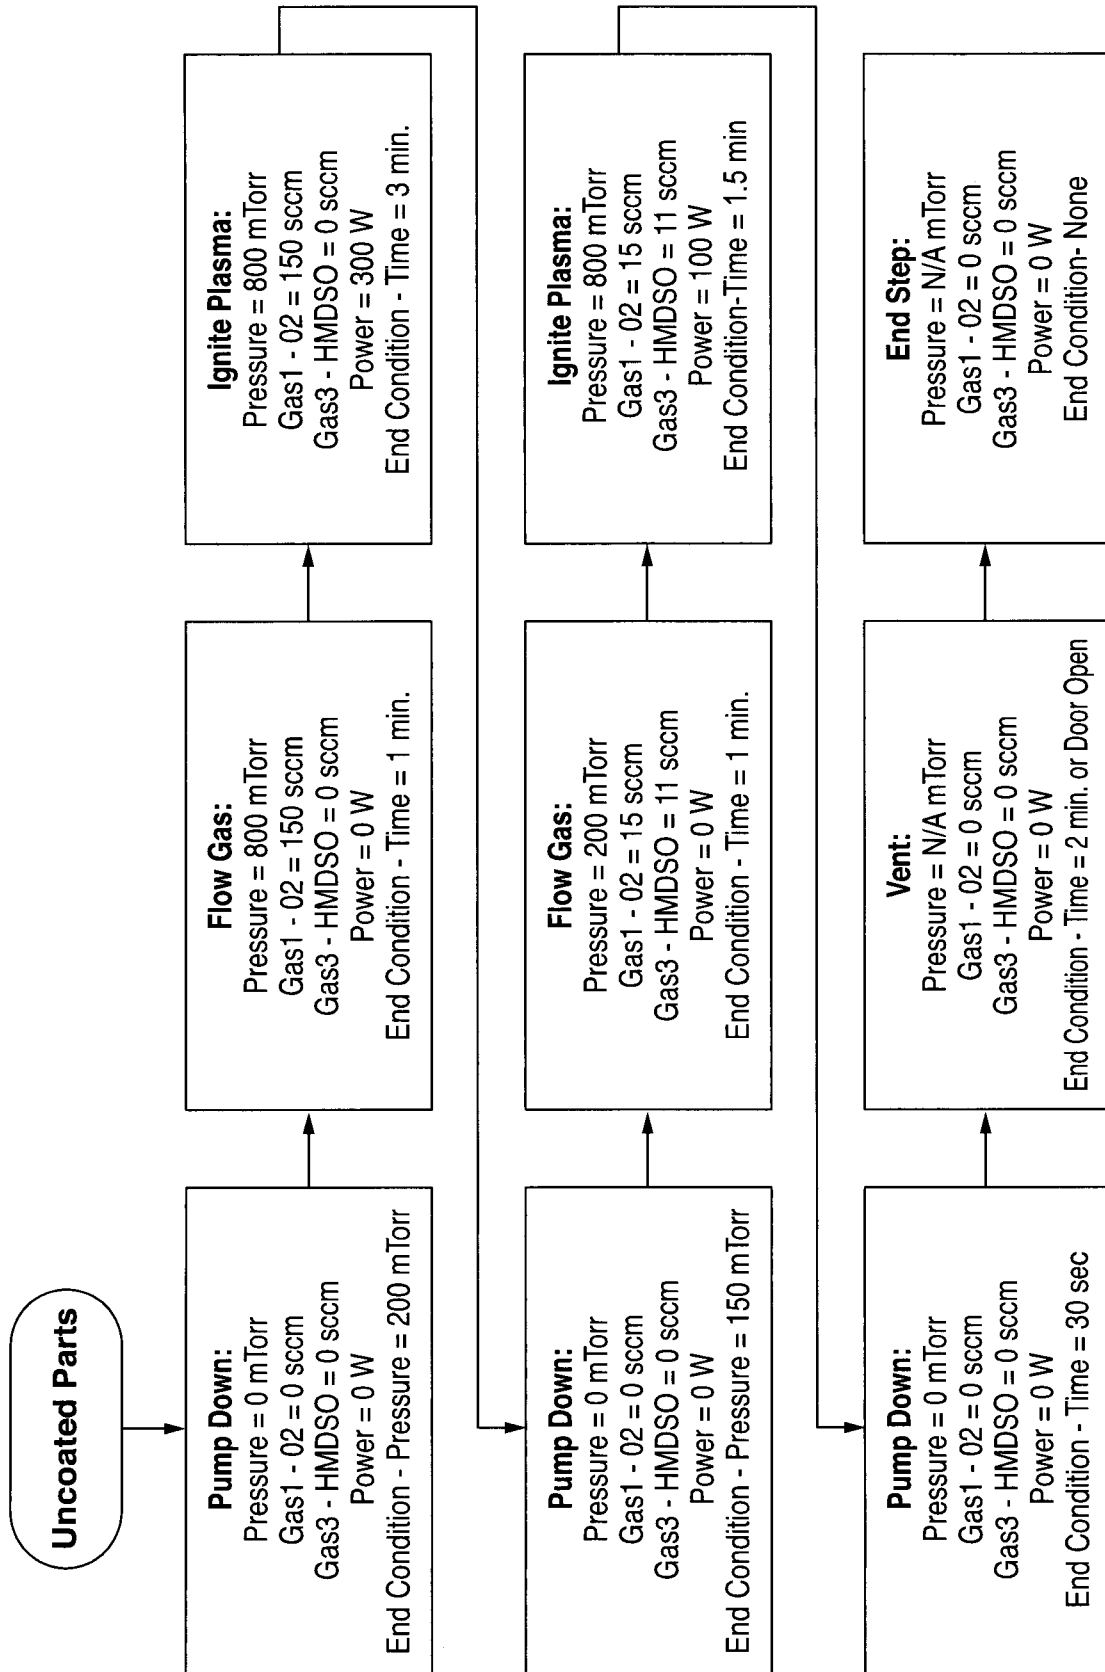 Uncoated Parts
Pump Down:
Pressure = 0 mTorr
Gas1 - 02 = 0 sccm
Gas3 - HMDSO = 0 sccm
Power = 0 W
End Condition - Pressure = 200 mTorr
Flow Gas:
Pressure = 800 mTorr
Gas1 - 02 = 150 sccm
Gas3 - HMDSO = 0 sccm
Power = 0 W
End Condition - Time = 1 min.
Ignite Plasma:
Pressure = 800 mTorr
Gas1 - 02 = 150 sccm
Gas3 - HMDSO = 0 sccm
Power = 300 W
End Condition - Time = 3 min.
Pump Down:
Pressure = 0 mTorr
Gas1 - 02 = 0 sccm
Gas3 - HMDSO = 0 sccm
Power = 0 W
End Condition - Pressure = 150 mTorr
Flow Gas:
Pressure = 200 mTorr
Gas1 - 02 = 15 sccm
Gas3 - HMDSO = 11 sccm
Power = 0 W
End Condition - Time = 1 min.
Ignite Plasma:
Pressure = 800 mTorr
Gas1 - 02 = 15 sccm
Gas3 - HMDSO = 11 sccm
Power = 100 W
End Condition-Time = 1.5 min
Pump Down:
Pressure = 0 mTorr
Gas1 - 02 = 0 sccm
Gas3 - HMDSO = 0 sccm
Power = 0 W
End Condition - Time = 30 sec
Vent:
Pressure = N/A mTorr
Gas1 - 02 = 0 sccm
Gas3 - HMDSO = 0 sccm
Power = 0 W
End Condition - Time = 2 min. or Door Open
End Step:
Pressure = N/A mTorr
Gas1 - 02 = 0 sccm
Gas3 - HMDSO = 0 sccm
Power = 0 W
End Condition- None